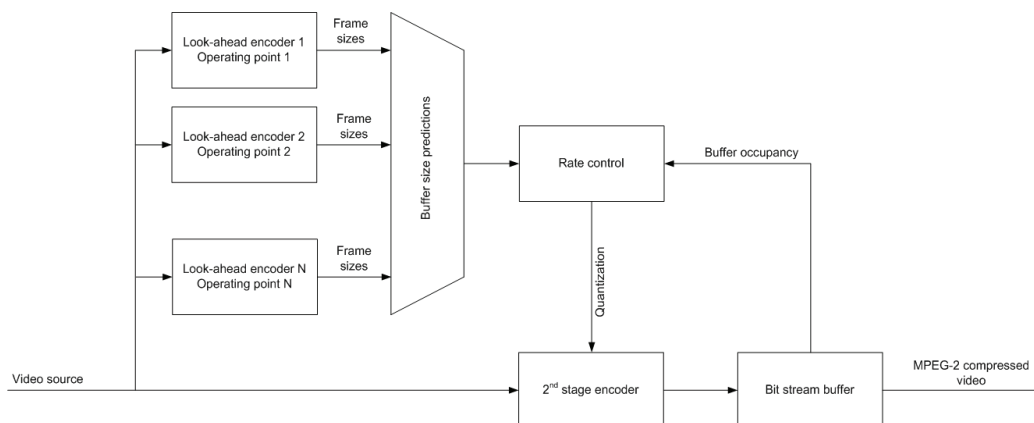 Look-ahead encoder 1
Operating point 1
Frame
sizes
Look-ahead encoder 2
Operating point 2
Frame
sizes
Look-ahead encoder N
Operating point N
Frame
sizes
Buffer size predictions
Rate control
Buffer occupancy
Quantization
Video source
2nd stage encoder
Bit stream buffer
MPEG-2 compressed
video